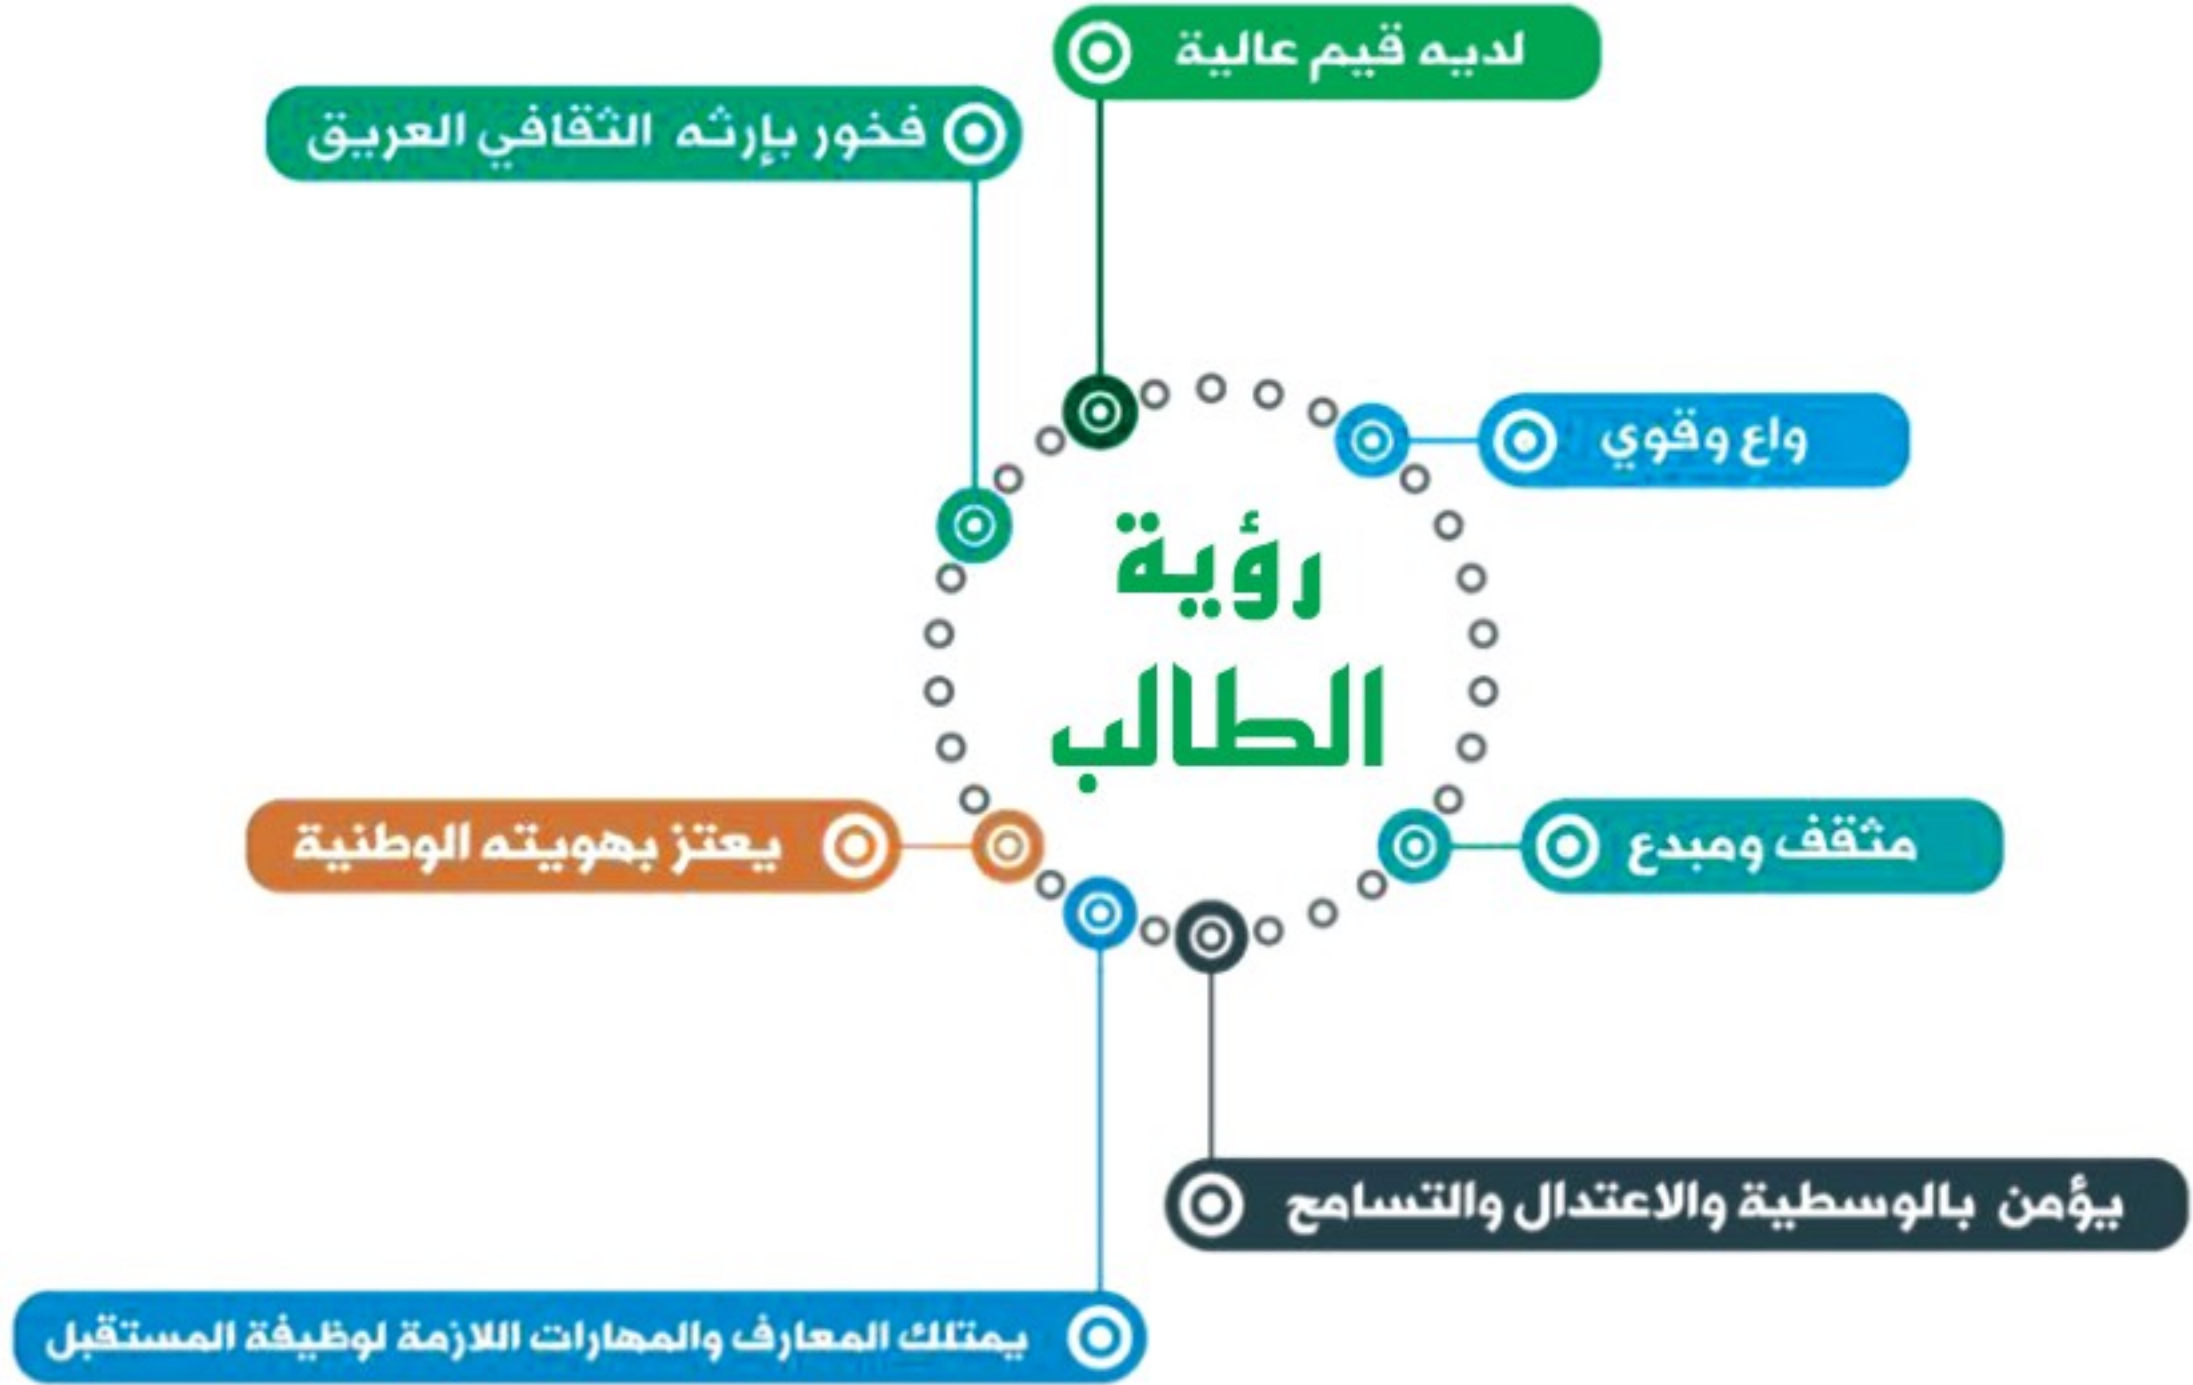 لديه قيم عالية
فخور بإرثه الثقافي العريق
واع وقوي
رؤية
الطالب
مثقف ومبدع
يعتز بهويته الوطنية
يؤمن بالوسطية والاعتدال والتسامح
يمتلك المعارف والمهارات اللازمة لوظيفة المستقبل